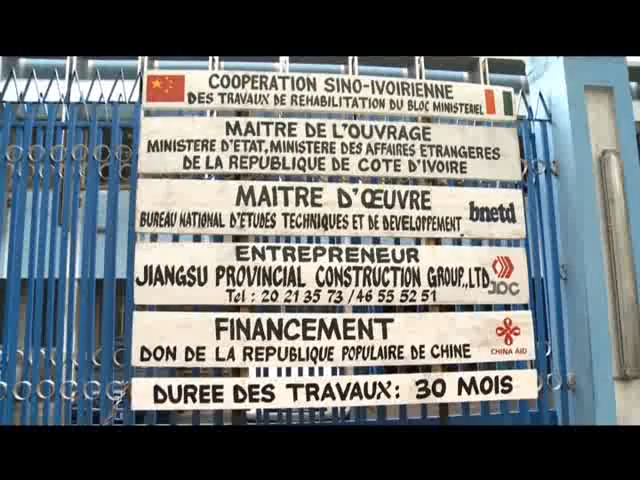 COOPERATION SINO-IVOIRIENNE
DES TRAVAUX DE REHABILITATION DU BLOC MINISTERIEL
MAITRE DE L'OUVRAGE
MINISTERE D'ETAT, MINISTERE DES AFFAIRES ETRANGERES
DE LA REPUBLIQUE DE COTE D'IVOIRE
MAITRE D'ŒUVRE
BUREAU NATIONAL D'ETUDES TECHNIQUES ET DE DEVELOPPEMENT
bnetd
ENTREPRENEUR
JIANGSU PROVINCIAL CONSTRUCTION GROUP.,LTD
Tel : 20 21 35 73 / 46 55 52 51
JOC
FINANCEMENT
DON DE LA REPUBLIQUE POPULAIRE DE CHINE
CHINA AID
DUREE DES TRAVAUX: 30 MOIS